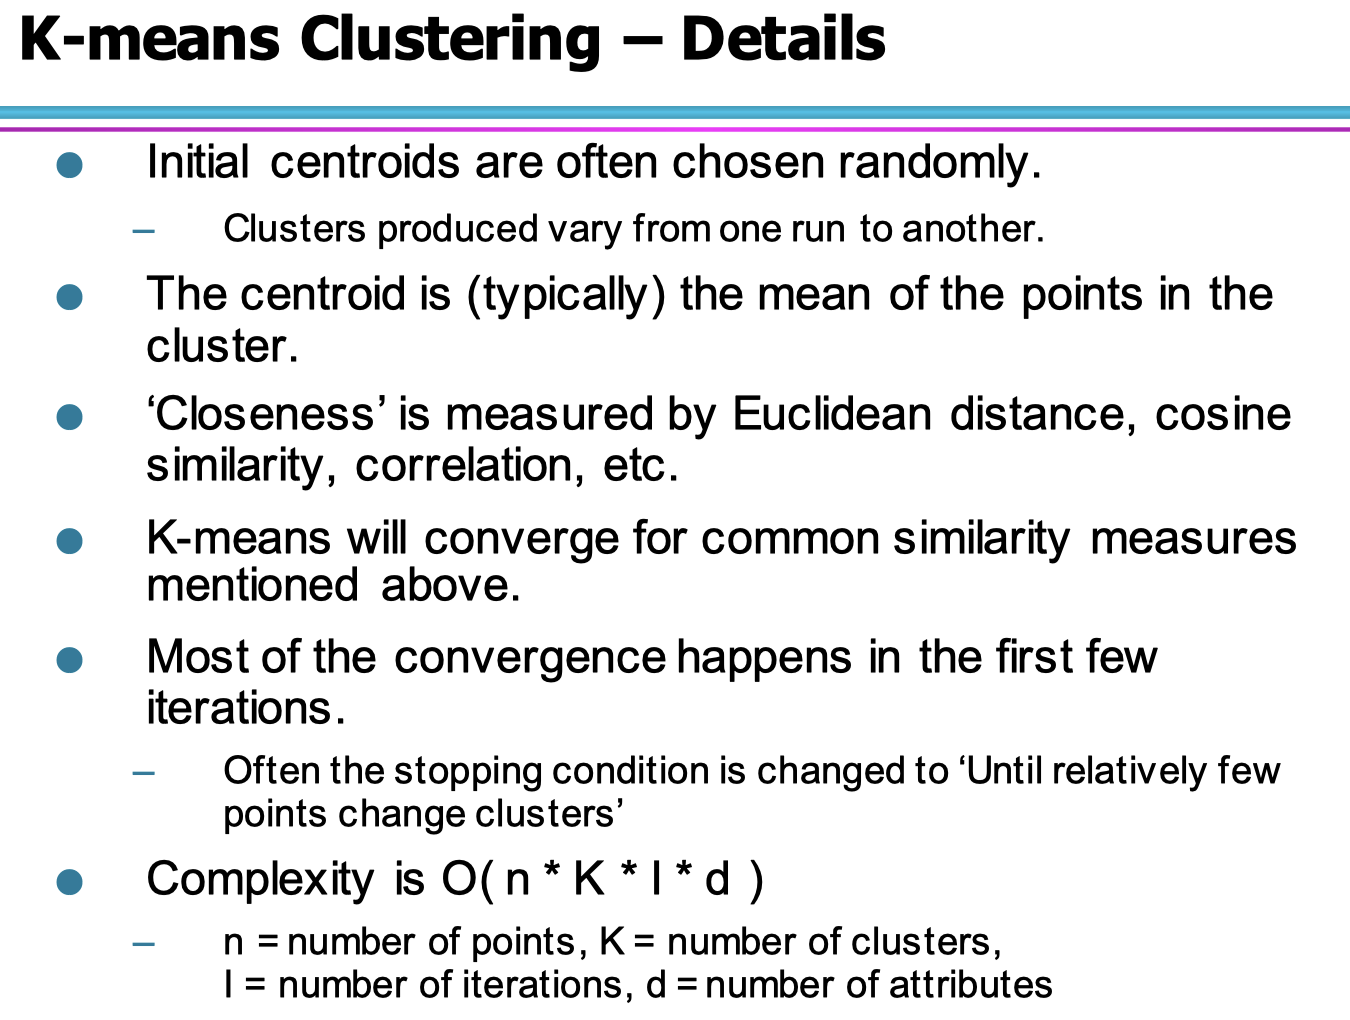 K-means Clustering – Details
● Initial centroids are often chosen randomly.
– Clusters produced vary from one run to another.
● The centroid is (typically) the mean of the points in the
cluster.
● ‘Closeness’ is measured by Euclidean distance, cosine
similarity, correlation, etc.
● K-means will converge for common similarity measures
mentioned above.
● Most of the convergence happens in the first few
iterations.
– Often the stopping condition is changed to ‘Until relatively few
points change clusters’
● Complexity is O( n * K * I * d )
– n = number of points, K = number of clusters,
I = number of iterations, d = number of attributes